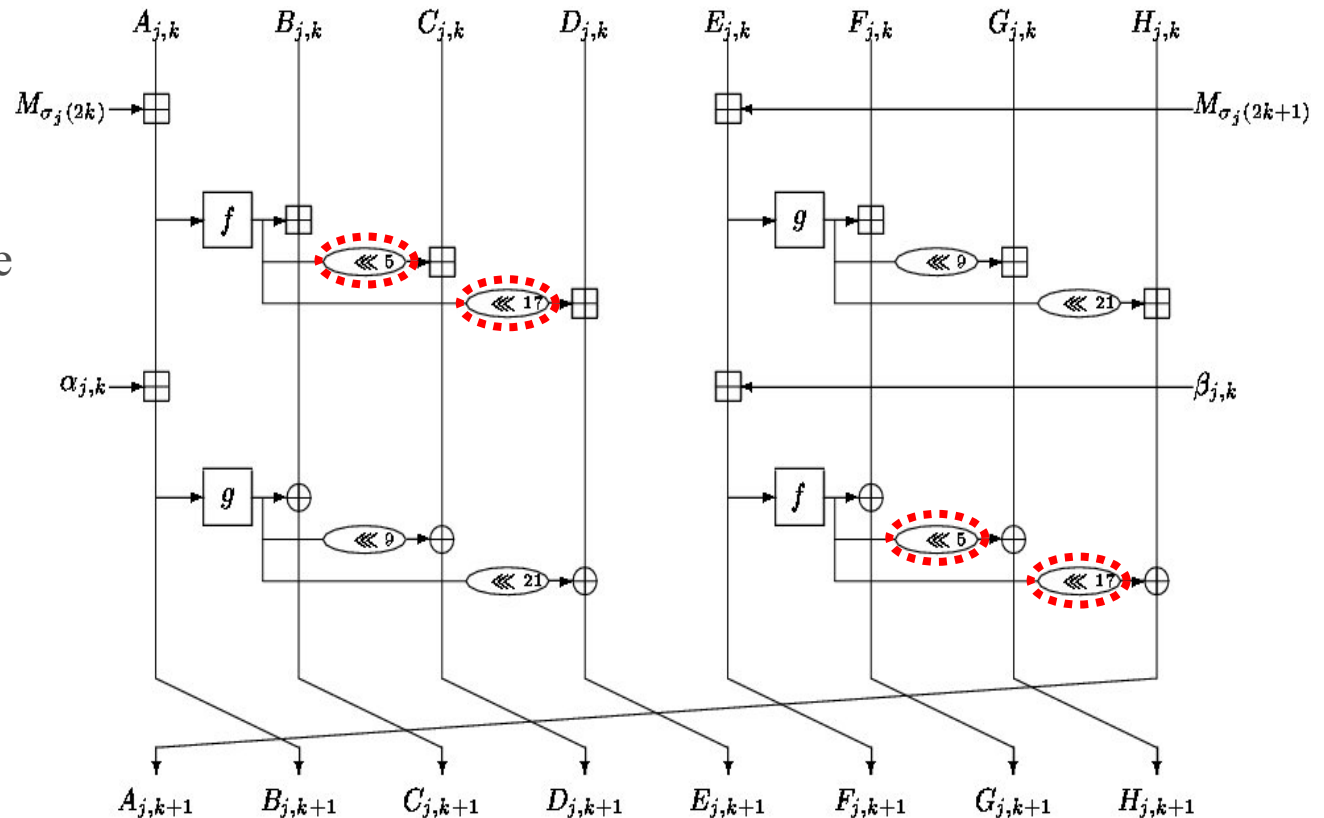 A_{j,k} B_{j,k} C_{j,k} D_{j,k} E_{j,k} F_{j,k} G_{j,k} H_{j,k}
M_{σ_j(2k)} M_{σ_j(2k+1)}
f g
e
⋘ 5 ⋘ 9
⋘ 17 ⋘ 21
α_{j,k} β_{j,k}
g f
⋘ 9 ⋘ 5
⋘ 21 ⋘ 17
A_{j,k+1} B_{j,k+1} C_{j,k+1} D_{j,k+1} E_{j,k+1} F_{j,k+1} G_{j,k+1} H_{j,k+1}